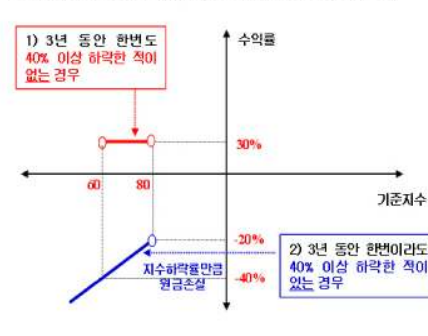 1) 3년 동안 한번도
40% 이상 하락한 적이
없는 경우
수익률
30%
60
80
기준지수
-20%
지수하락률만큼
원금손실
-40%
2) 3년 동안 한번이라도
40% 이상 하락한 적이
있는 경우